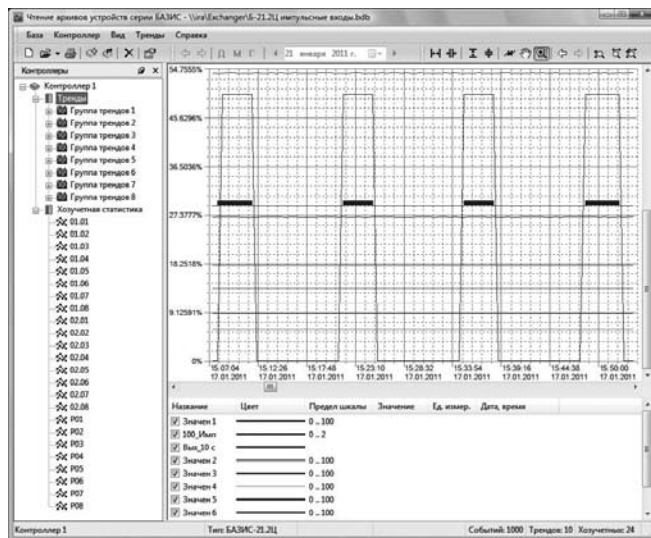 Чтение архивов устройств серии БАЗИС - \\ira\Exchanger\Б-21.2Ц импульсные входы.bdb
База Контроллер Вид Тренды Справка
Д М Г 21 января 2011 г.
Контроллеры
Контроллер 1
Тренды
Группа трендов 1
Группа трендов 2
Группа трендов 3
Группа трендов 4
Группа трендов 5
Группа трендов 6
Группа трендов 7
Группа трендов 8
Хозучетная статистика
01.01
01.02
01.03
01.04
01.05
01.06
01.07
01.08
02.01
02.02
02.03
02.04
02.05
02.06
02.07
02.08
P01
P02
P03
P04
P05
P06
P07
P08
54.7555%
45.6296%
36.5036%
27.3777%
18.2518%
9.12591%
0%
15:07:04 15:12:26 15:17:48 15:23:10 15:28:32 15:33:54 15:39:16 15:44:38 15:50:00
17.01.2011 17.01.2011 17.01.2011 17.01.2011 17.01.2011 17.01.2011 17.01.2011 17.01.2011 17.01.2011
Название Цвет Предел шкалы Значение Ед. измер. Дата, время
Значен 1 0 .. 100
100_Имп 0 .. 2
Вых_10 с
Значен 2 0 .. 100
Значен 3 0 .. 100
Значен 4 0 .. 100
Значен 5 0 .. 100
Значен 6 0 .. 100
Контроллер 1 Тип: БАЗИС-21.2Ц Событий: 1000 Трендов: 10 Хозучетных: 24